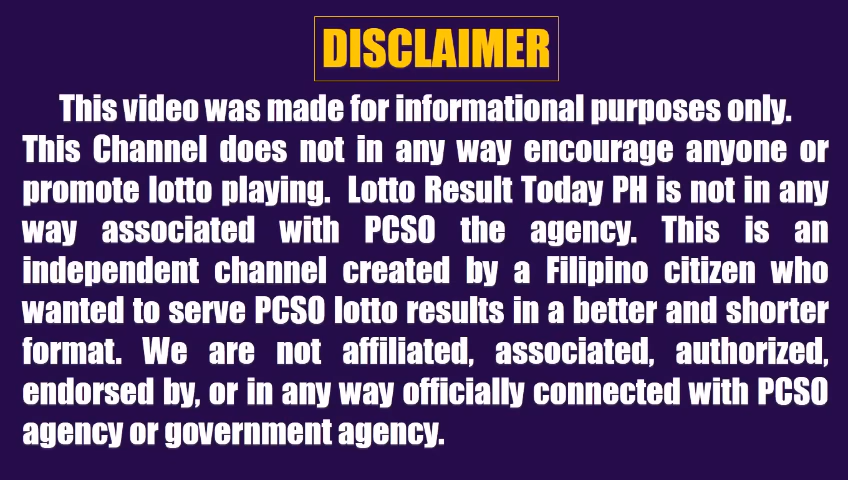 DISCLAIMER
This video was made for informational purposes only.
This Channel does not in any way encourage anyone or
promote lotto playing. Lotto Result Today PH is not in any
way associated with PCSO the agency. This is an
independent channel created by a Filipino citizen who
wanted to serve PCSO lotto results in a better and shorter
format. We are not affiliated, associated, authorized,
endorsed by, or in any way officially connected with PCSO
agency or government agency.